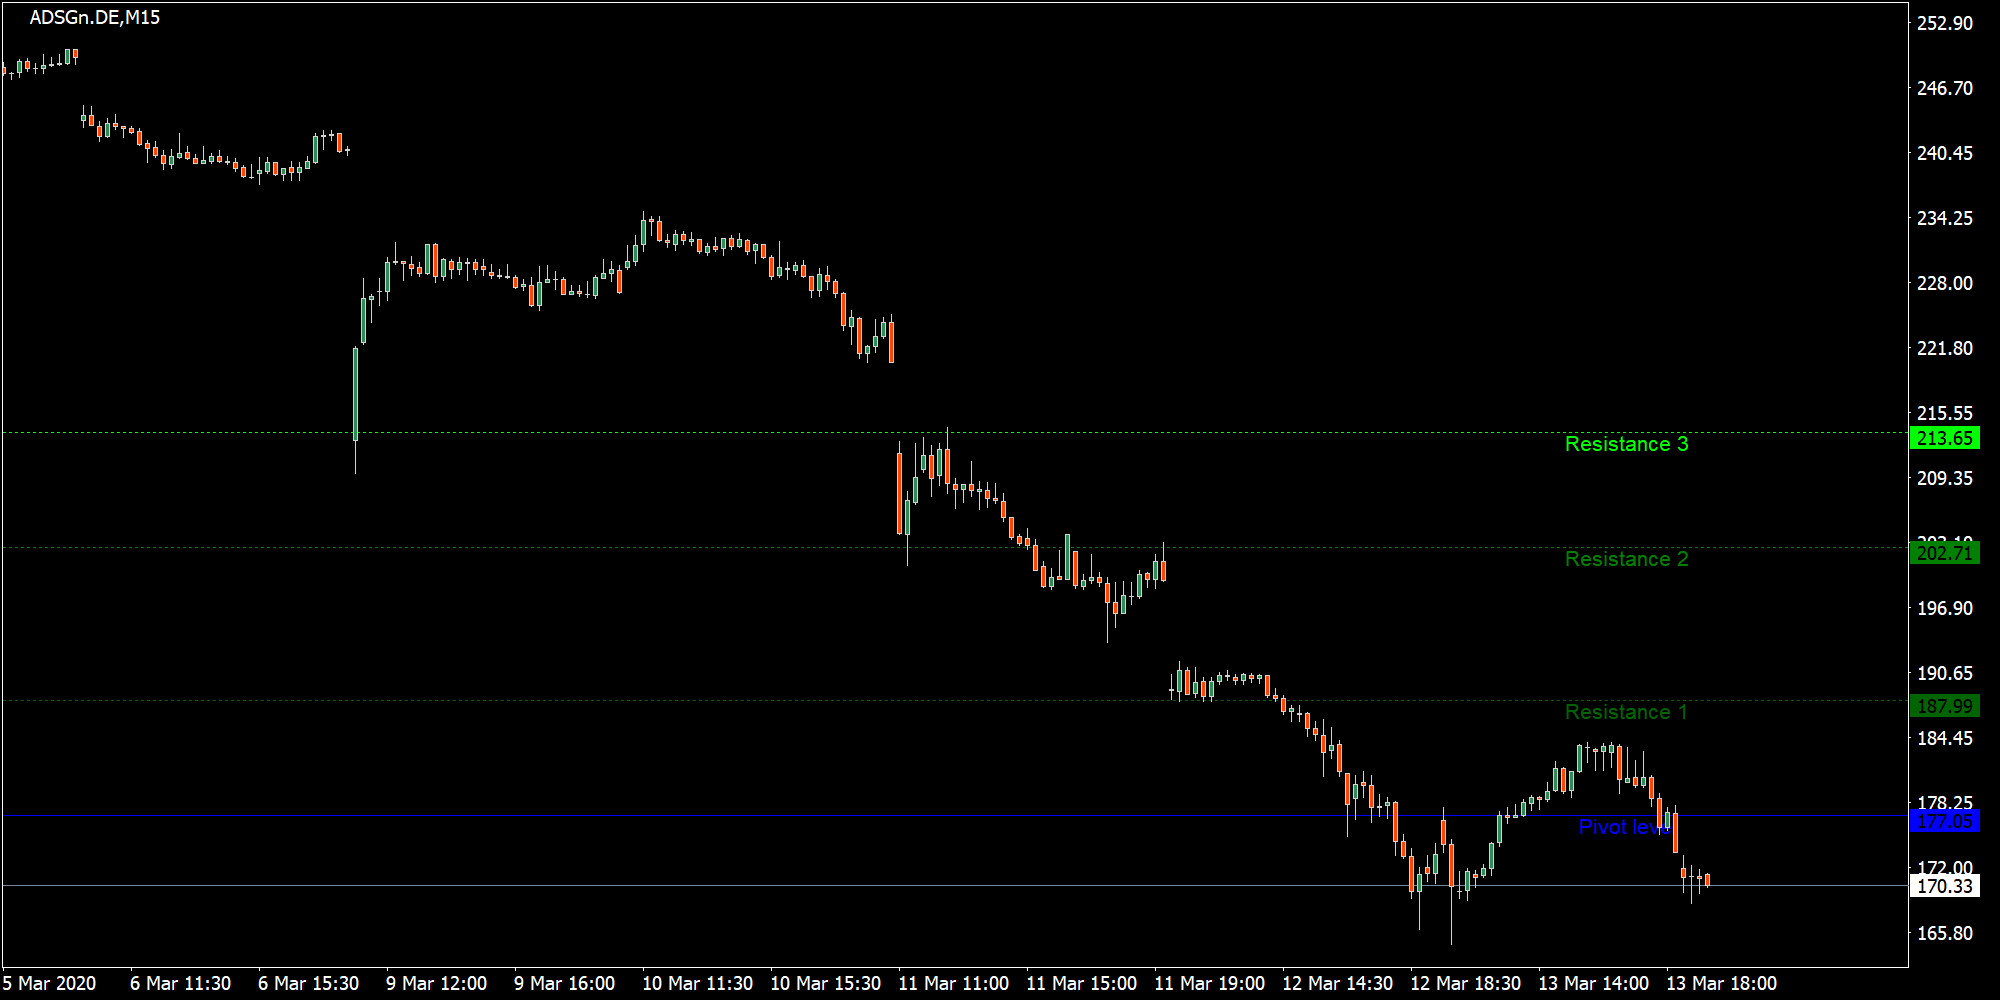 ADSGn.DE,M15
252.90
246.70
240.45
234.25
228.00
221.80
215.55
213.65
Resistance 3
209.35
202.71
Resistance 2
196.90
190.65
187.99
Resistance 1
184.45
178.25
177.05
Pivot level
172.00
170.33
165.80
5 Mar 2020
6 Mar 11:30
6 Mar 15:30
9 Mar 12:00
9 Mar 16:00
10 Mar 11:30
10 Mar 15:30
11 Mar 11:00
11 Mar 15:00
11 Mar 19:00
12 Mar 14:30
12 Mar 18:30
13 Mar 14:00
13 Mar 18:00